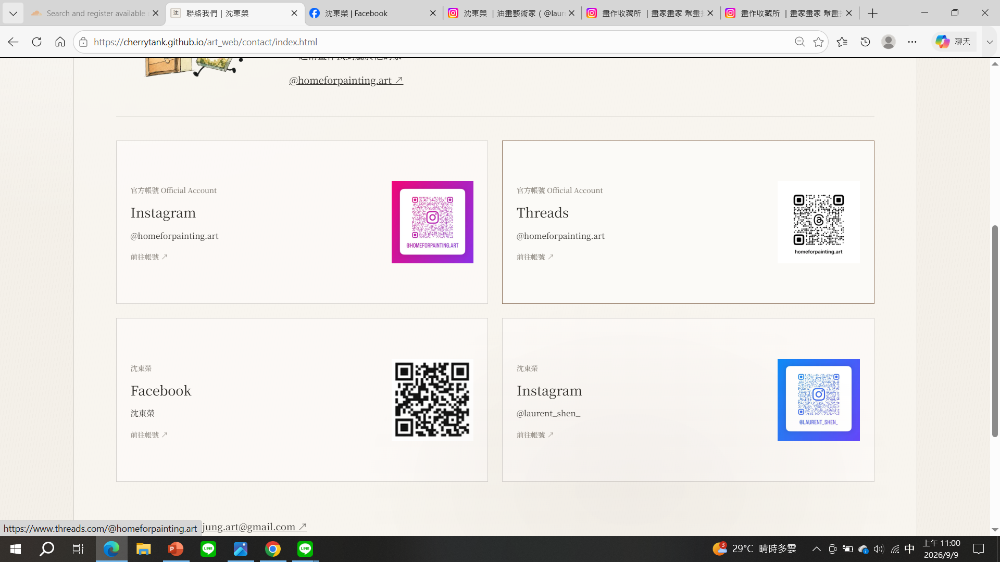 Search and register available
聯絡我們 | 沈東榮
沈東榮 | Facebook
沈東榮 | 油畫藝術家 ( @laur
畫作收藏所 | 畫家畫家 幫畫
畫作收藏所 | 畫家畫家 幫畫
https://cherrytank.github.io/art_web/contact/index.html
聊天
@homeforpainting.art ↗
官方帳號 Official Account
Instagram
@homeforpainting.art
前往帳號 ↗
@HOMEFORPAINTING.ART
官方帳號 Official Account
Threads
@homeforpainting.art
前往帳號 ↗
homeforpainting.art
沈東榮
Facebook
沈東榮
前往帳號 ↗
沈東榮
Instagram
@laurent_shen_
前往帳號 ↗
@LAURENT_SHEN_
jung.art@gmail.com ↗
https://www.threads.com/@homeforpainting.art
3
29°C 晴時多雲
中
上午 11:00
2026/9/9